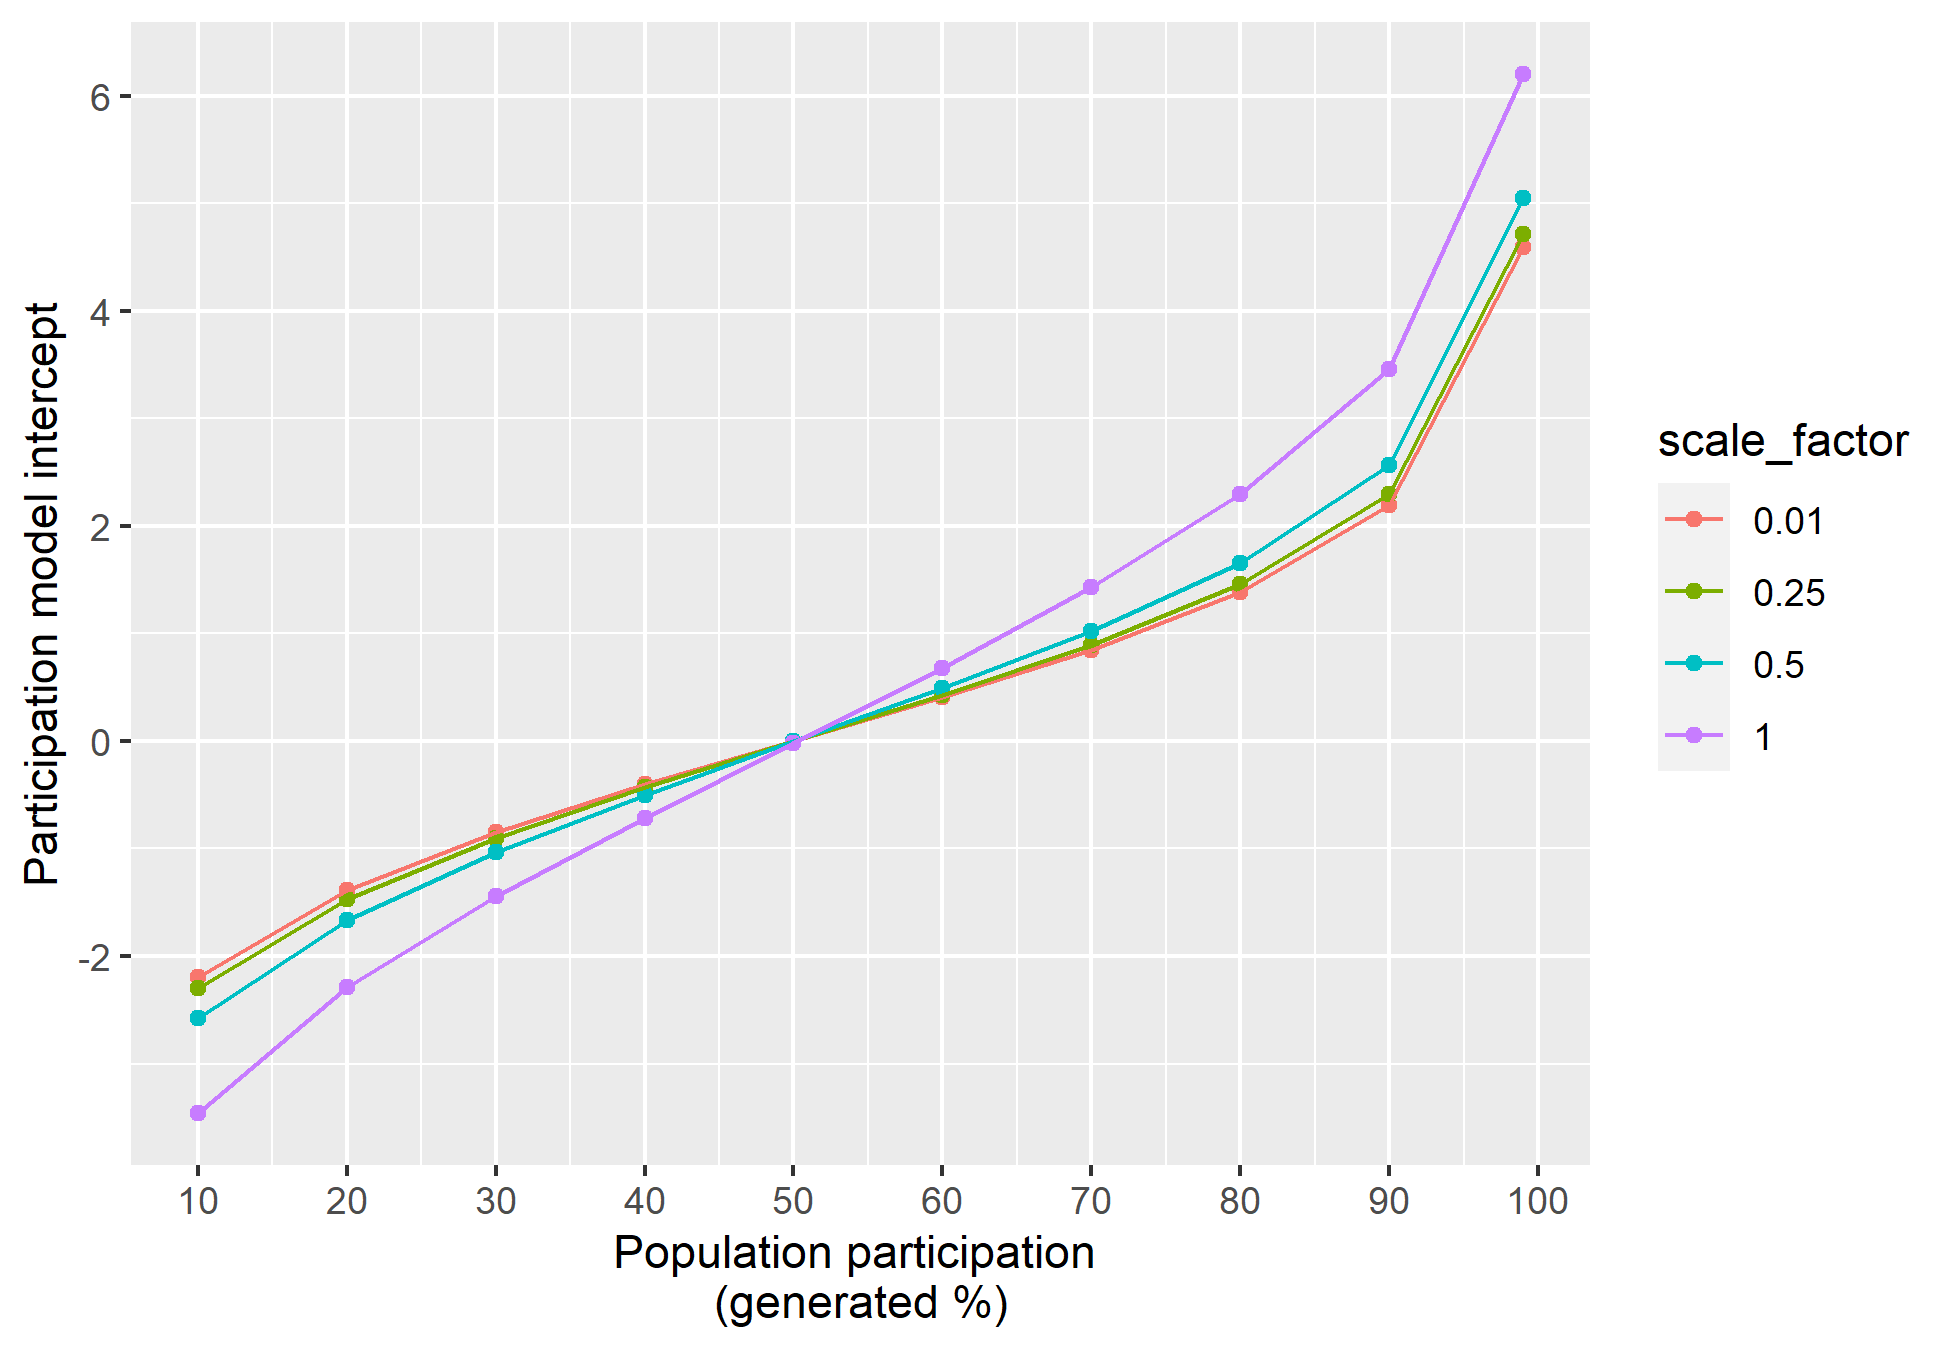 6
4
2
0
-2
Participation model intercept
10 20 30 40 50 60 70 80 90 100
Population participation
(generated %)
scale_factor
0.01
0.25
0.5
1